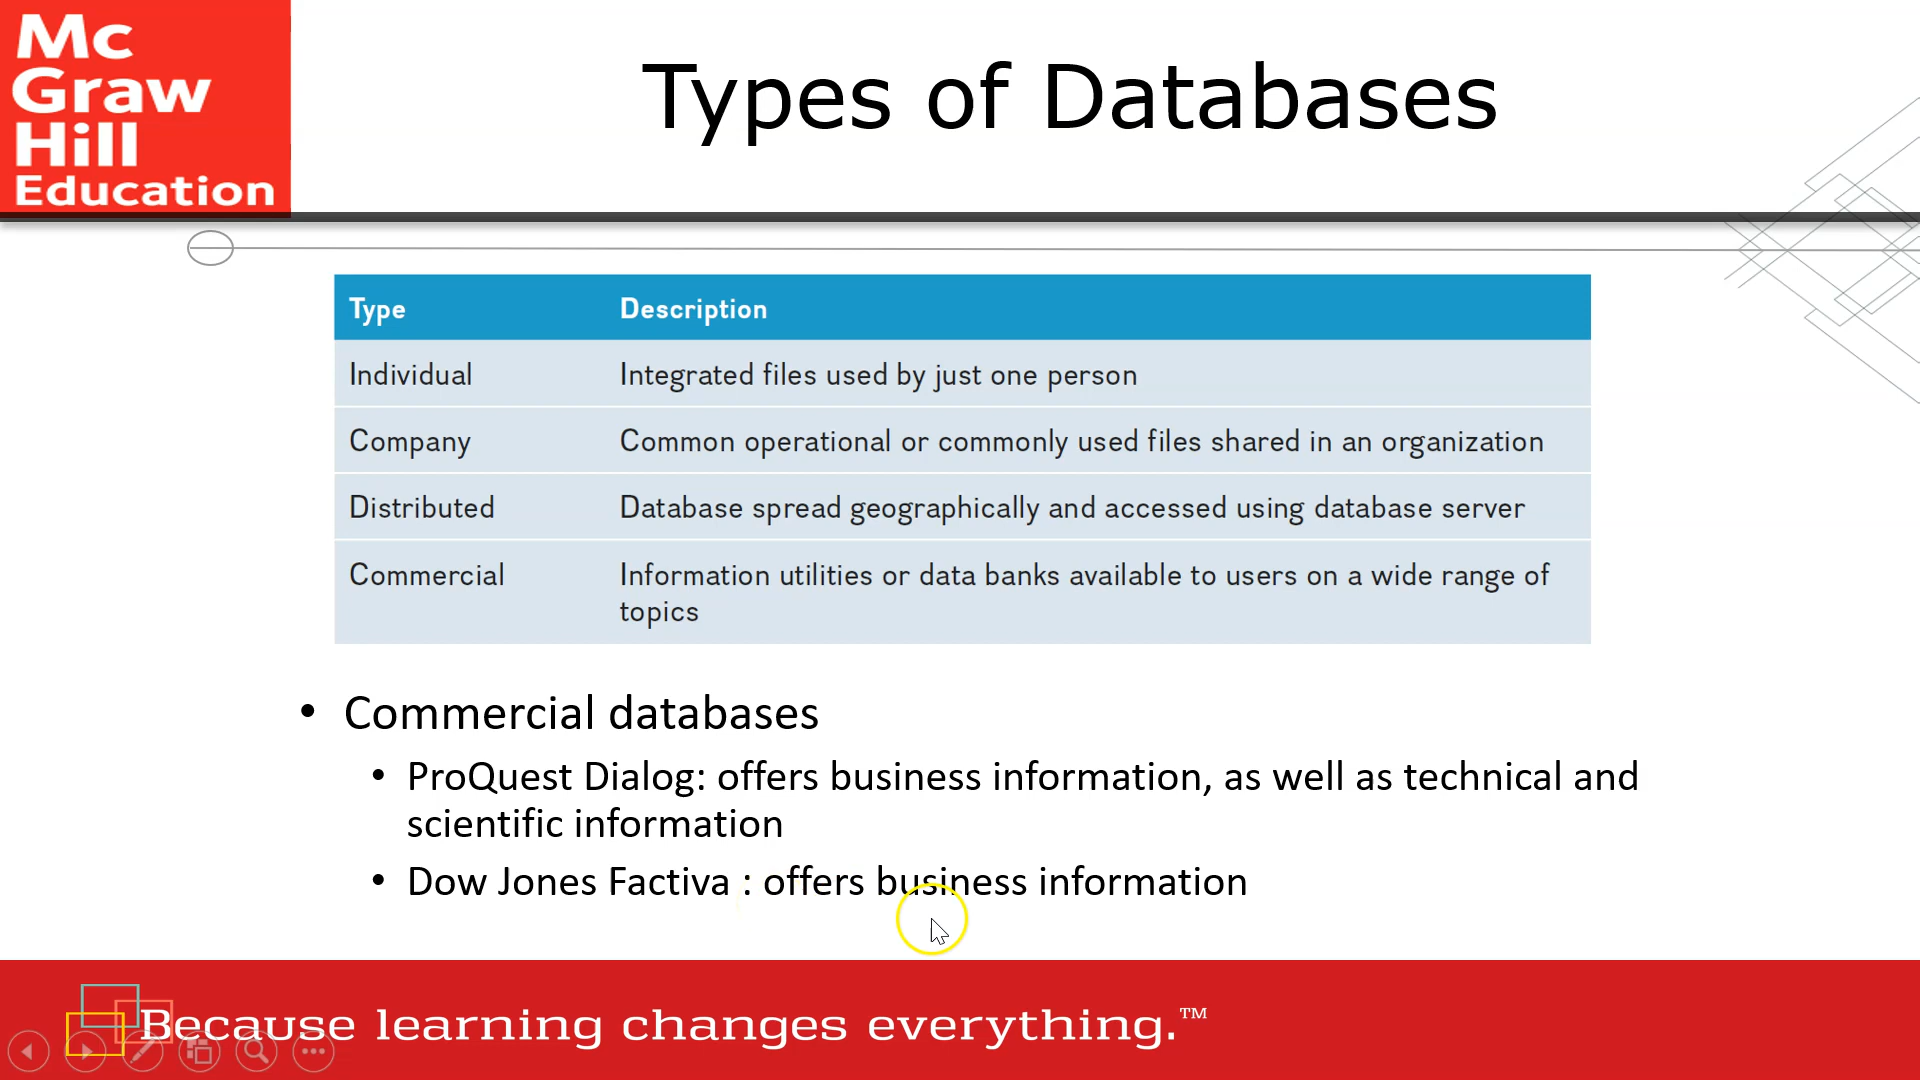 Mc
Graw
Hill
Education
Types of Databases
Type Description
Individual Integrated files used by just one person
Company Common operational or commonly used files shared in an organization
Distributed Database spread geographically and accessed using database server
Commercial Information utilities or data banks available to users on a wide range of
topics
• Commercial databases
• ProQuest Dialog: offers business information, as well as technical and
scientific information
• Dow Jones Factiva : offers business information
Because learning changes everything.™